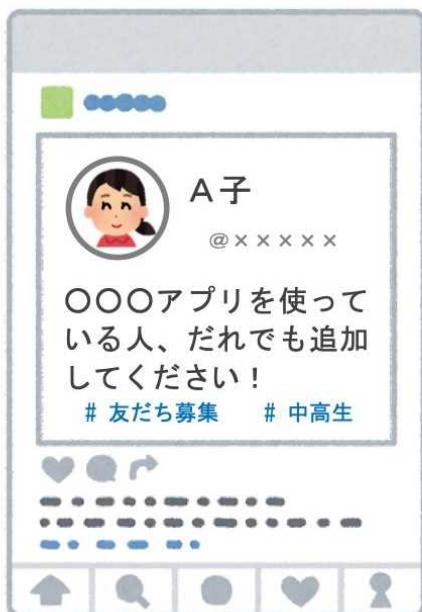 A子
@×××××
〇〇〇アプリを使って
いる人、だれでも追加
してください！
# 友だち募集 # 中高生